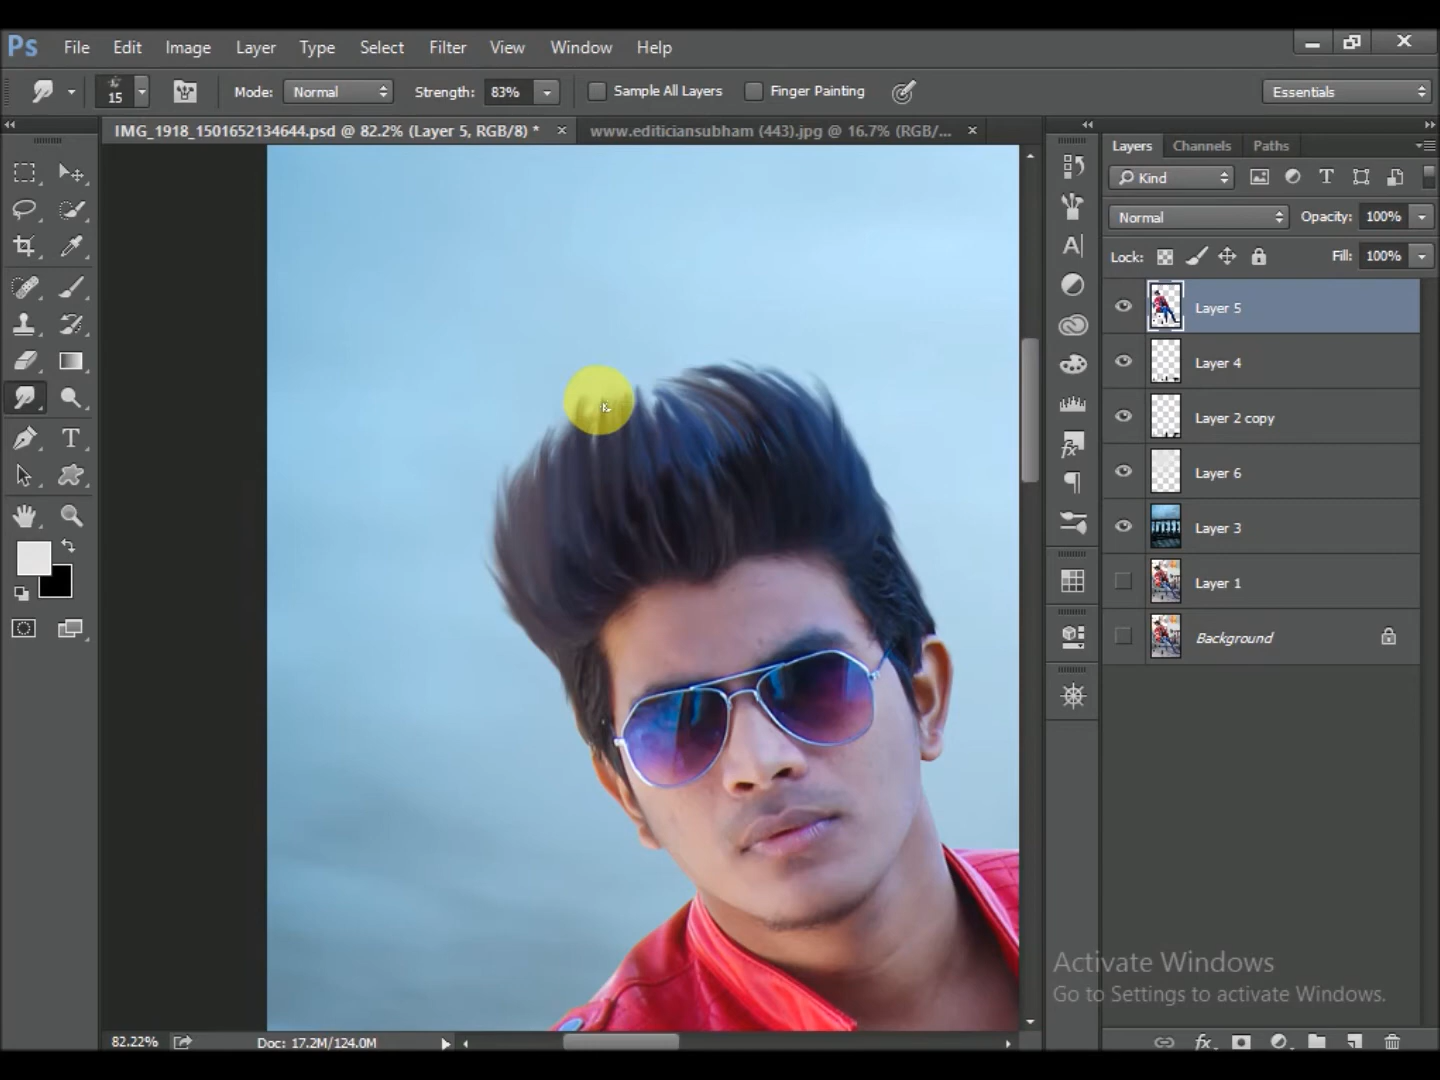 Ps File Edit Image Layer Type Select Filter View Window Help
15 Mode: Normal Strength: 83% Sample All Layers Finger Painting Essentials
IMG_1918_1501652134644.psd @ 82.2% (Layer 5, RGB/8) * × www.editiciansubham (443).jpg @ 16.7% (RGB/... ×
Layers Channels Paths
Kind
Normal Opacity: 100%
Lock: Fill: 100%
Layer 5
Layer 4
Layer 2 copy
Layer 6
Layer 3
Layer 1
Background
Activate Windows
Go to Settings to activate Windows.
82.22% Doc: 17.2M/124.0M